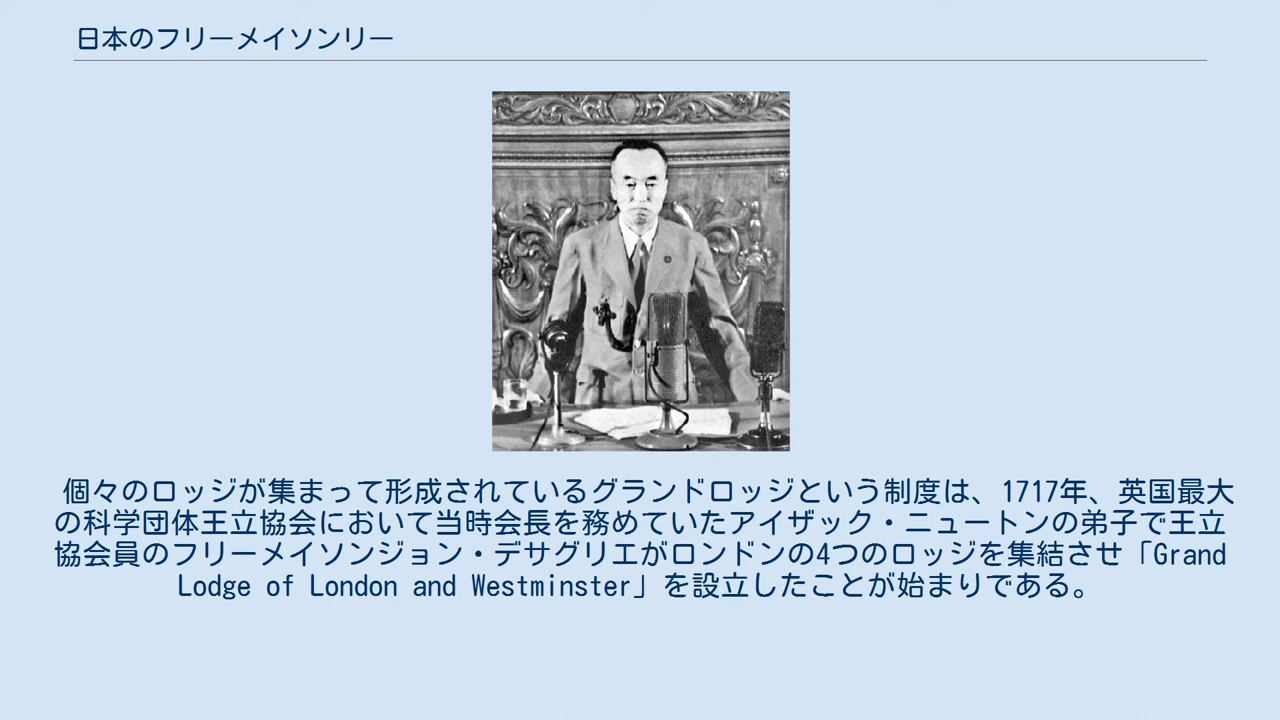 日本のフリーメイソンリー
個々のロッジが集まって形成されているグランドロッジという制度は、1717年、英国最大
の科学団体王立協会において当時会長を務めていたアイザック・ニュートンの弟子で王立
協会員のフリーメイソンジョン・デサグリエがロンドンの4つのロッジを集結させ「Grand
Lodge of London and Westminster」を設立したことが始まりである。